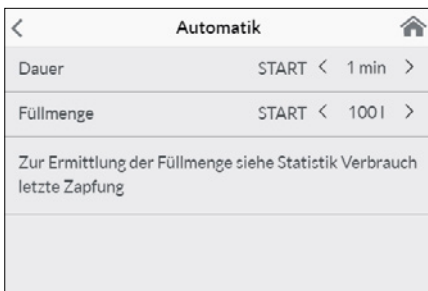 Automatik
Dauer START < 1 min >
Füllmenge START < 100 l >
Zur Ermittlung der Füllmenge siehe Statistik Verbrauch
letzte Zapfung